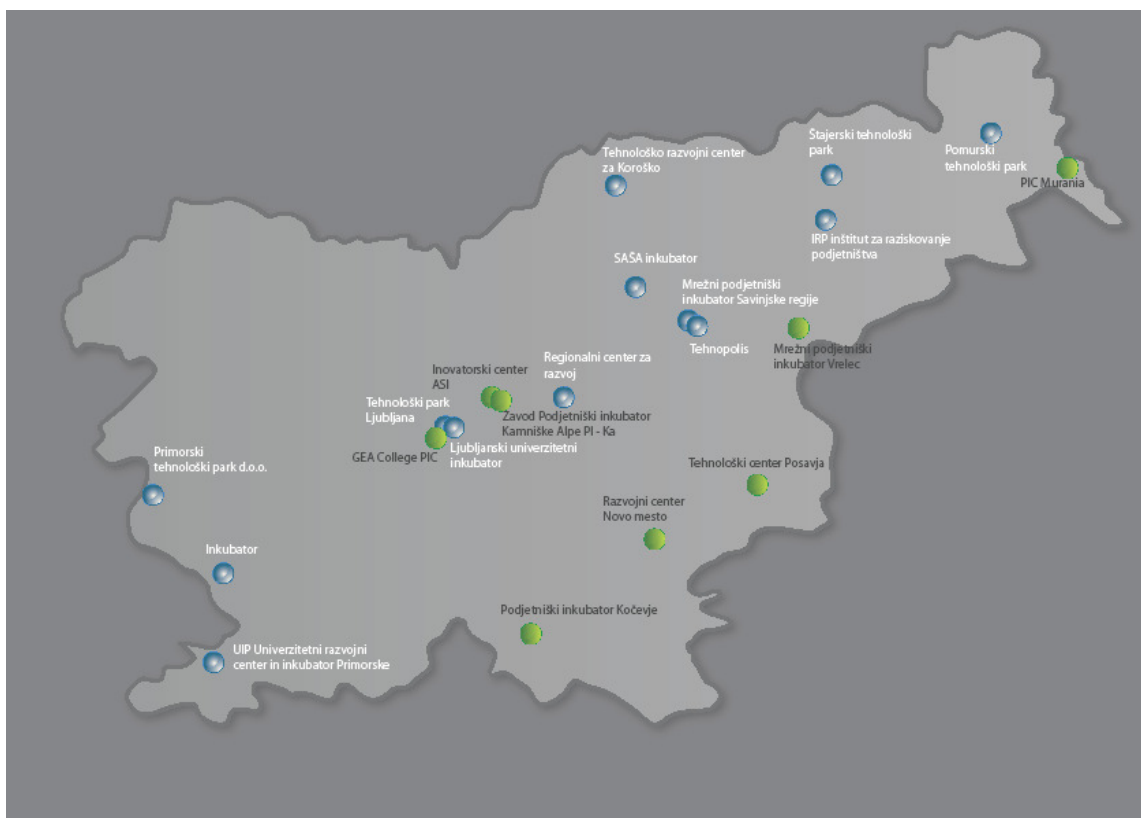 Štajerski tehnološki
park
Pomurski
tehnološki park
PIC Murania
Tehnološko razvojni center
za Koroško
IRP inštitut za raziskovanje
podjetništva
SAŠA inkubator
Mrežni podjetniški
inkubator Savinjske regije
Tehnopolis
Mrežni podjetniški
inkubator Vrelec
Regionalni center za
razvoj
Inovatorski center
ASI
Zavod Podjetniški inkubator
Kamniške Alpe PI - Ka
Tehnološki park
Ljubljana
Ljubljanski univerzitetni
inkubator
GEA College PIC
Primorski
tehnološki park d.o.o.
Tehnološki center Posavja
Razvojni center
Novo mesto
Inkubator
Podjetniški inkubator Kočevje
UIP Univerzitetni razvojni
center in inkubator Primorske